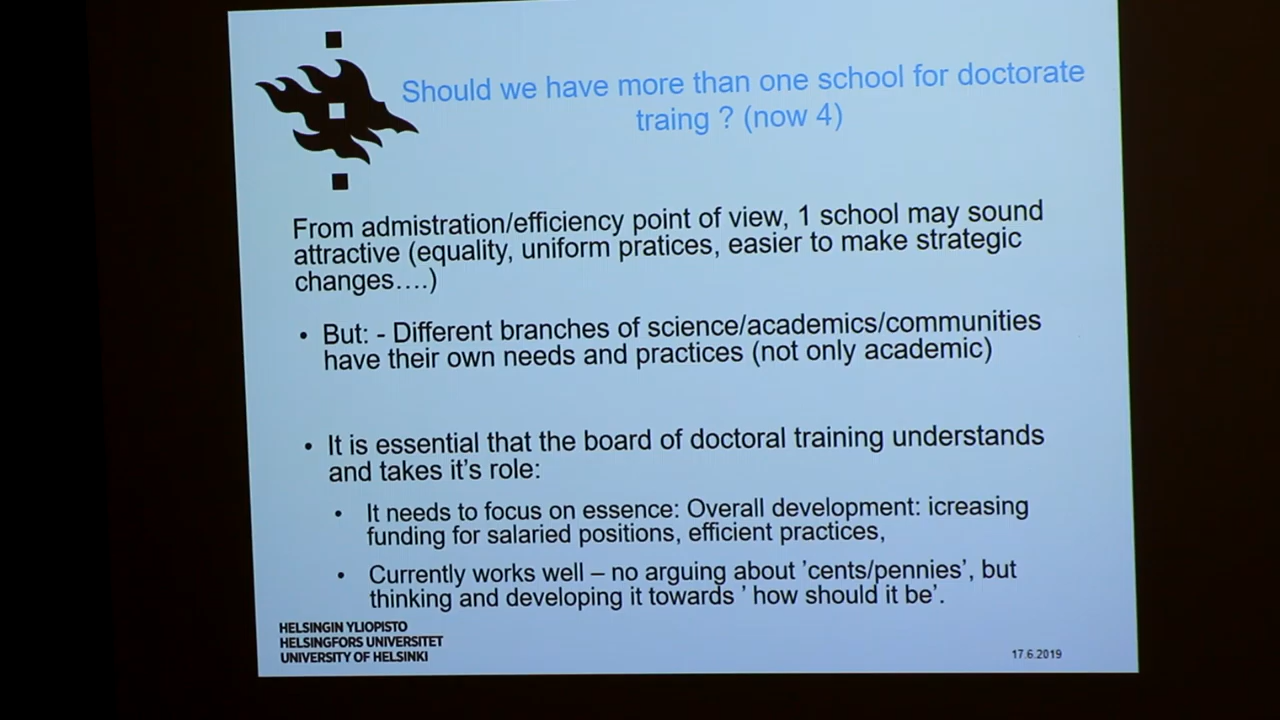 Should we have more than one school for doctorate
traing ? (now 4)
From admistration/efficiency point of view, 1 school may sound
attractive (equality, uniform pratices, easier to make strategic
changes....)
• But: - Different branches of science/academics/communities
have their own needs and practices (not only academic)
• It is essential that the board of doctoral training understands
and takes it's role:
• It needs to focus on essence: Overall development: icreasing
funding for salaried positions, efficient practices,
• Currently works well – no arguing about 'cents/pennies', but
thinking and developing it towards ' how should it be'.
HELSINGIN YLIOPISTO
HELSINGFORS UNIVERSITET
UNIVERSITY OF HELSINKI
17.6.2019